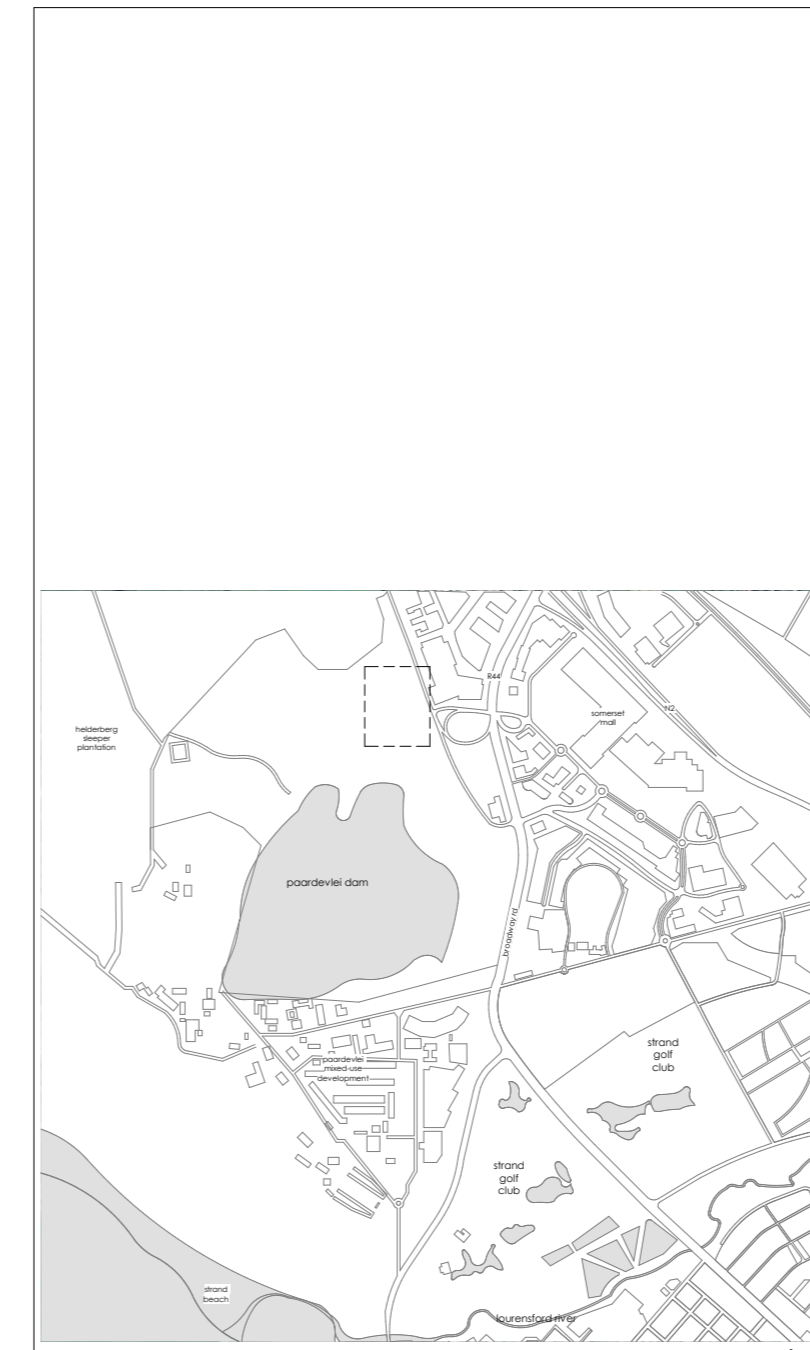 R44
N2
somerset
mall
helderberg
sleeper
plantation
paardevlei dam
broadway rd
strand
golf
club
paardevlei
mixed-use
development
strand
golf
club
strand
beach
lourensford river